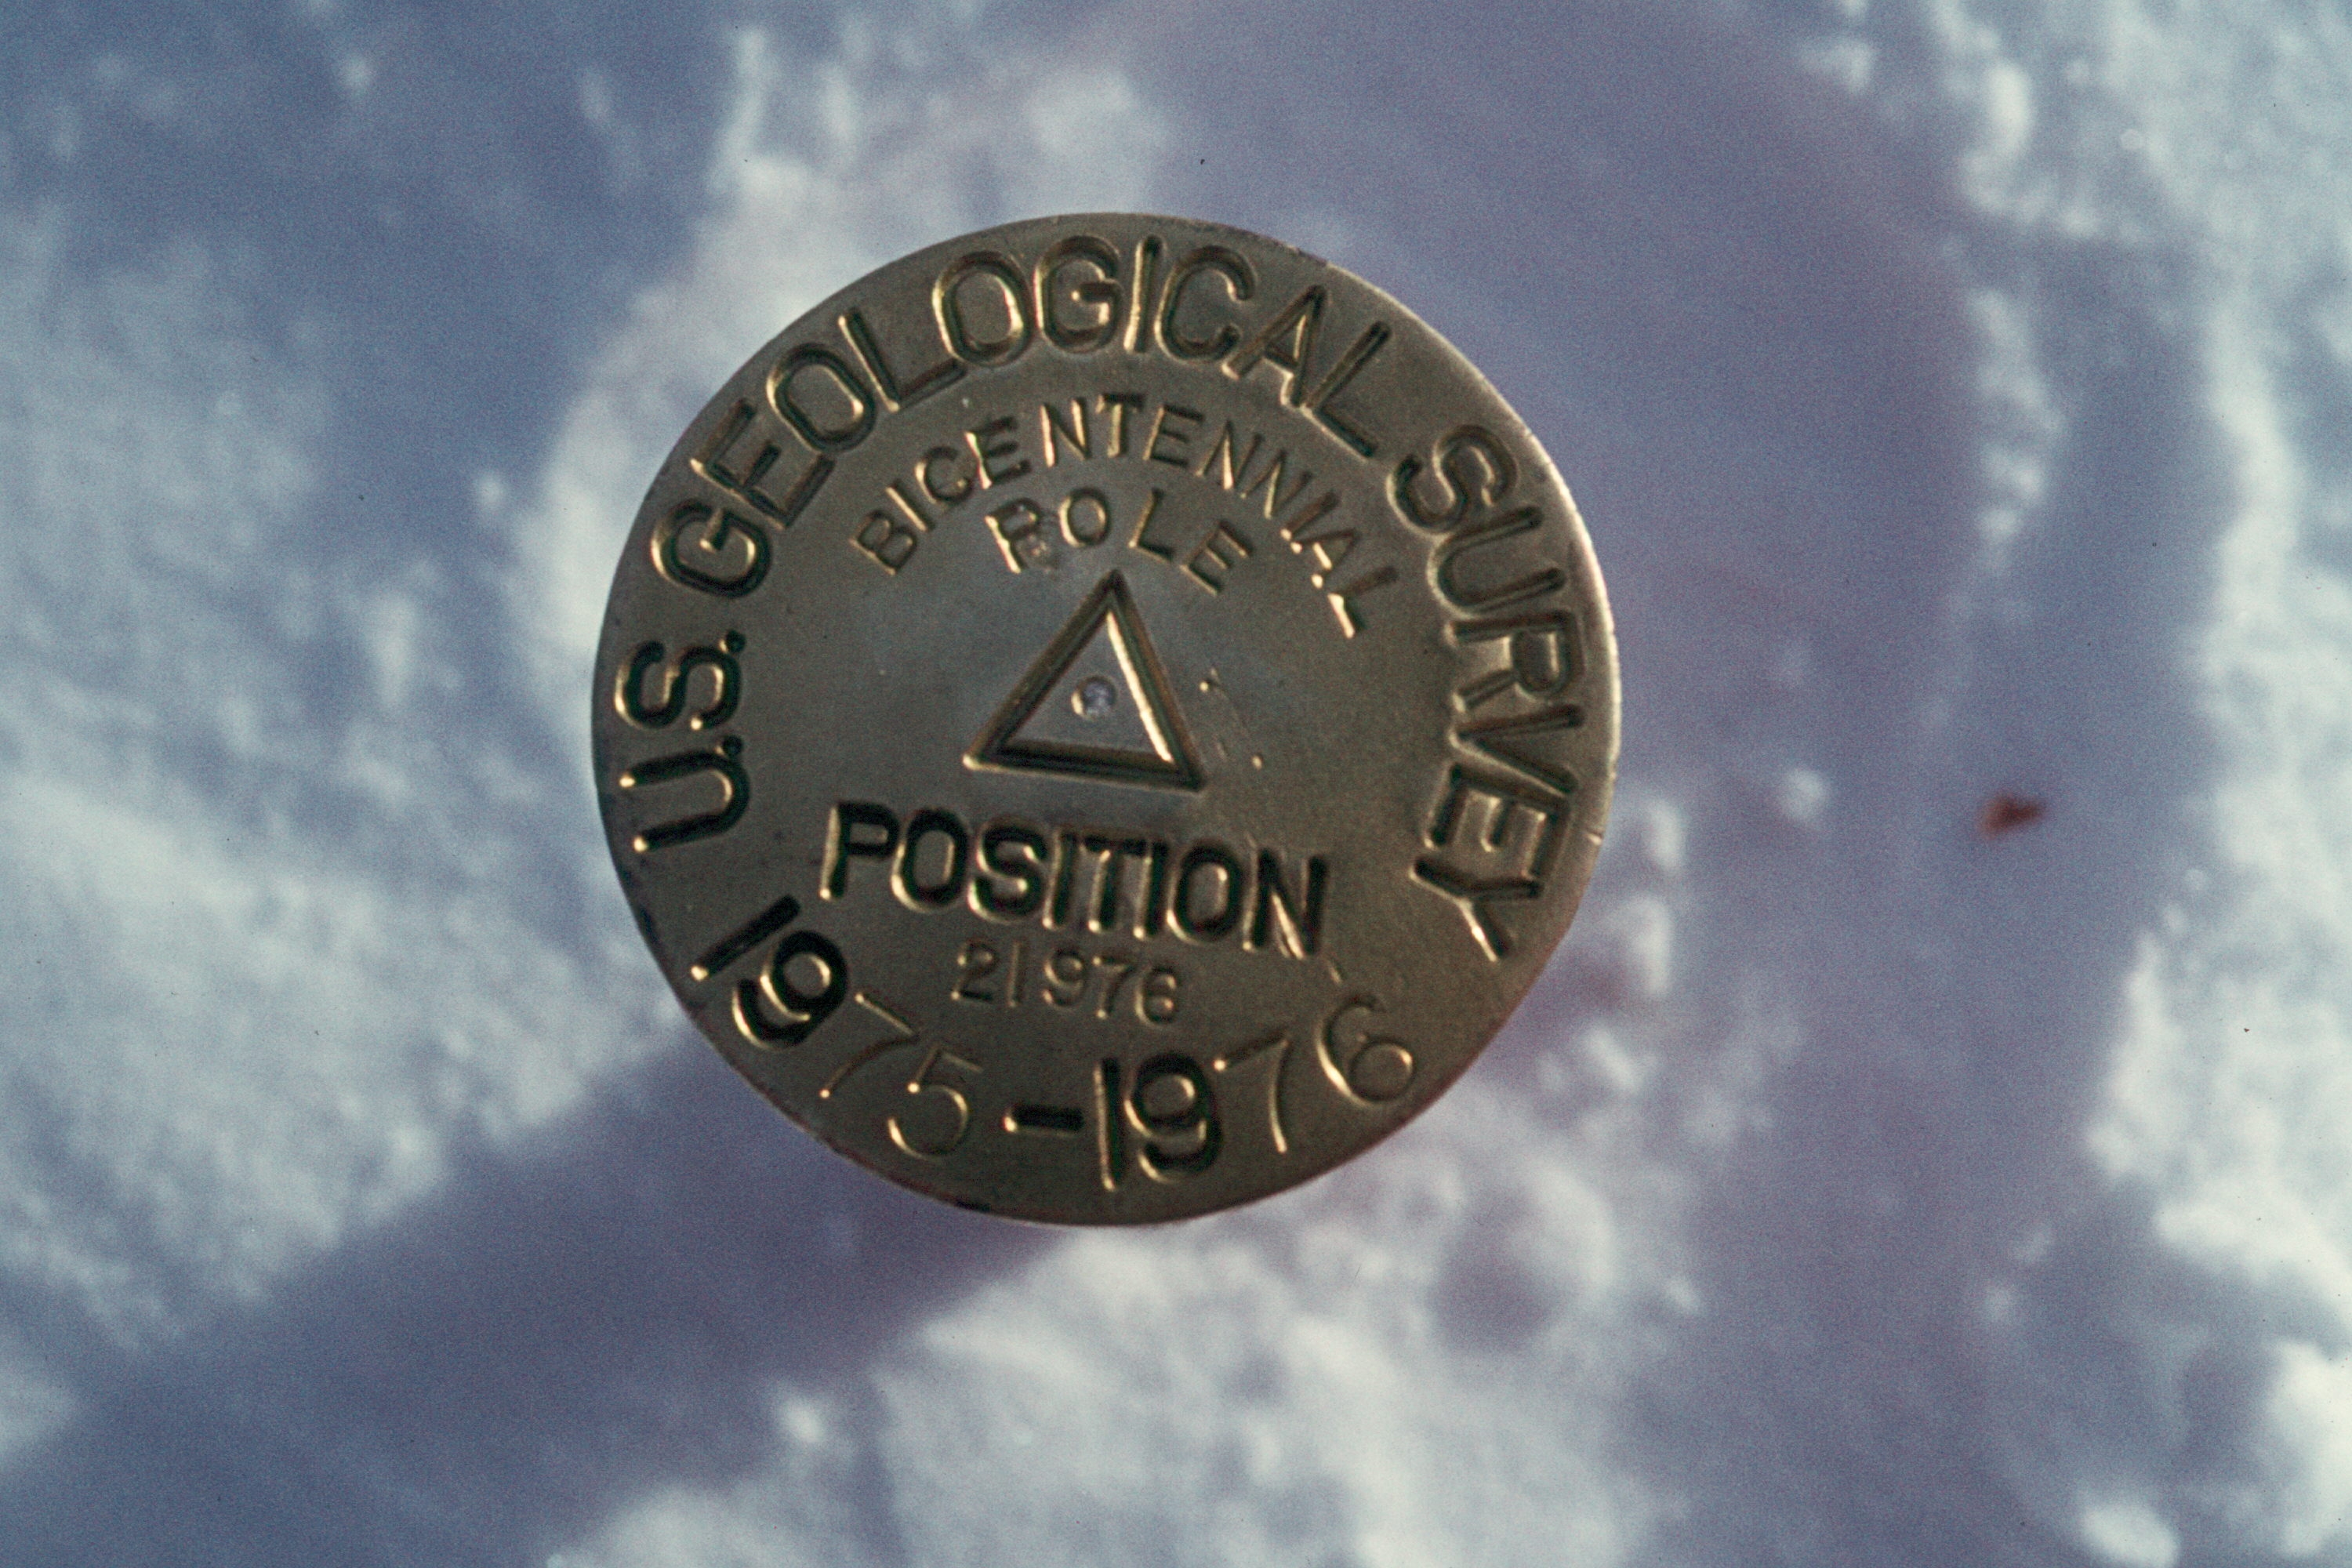 U.S. GEOLOGICAL SURVEY
BICENTENNIAL
POLE
POSITION
21976
1975-1976